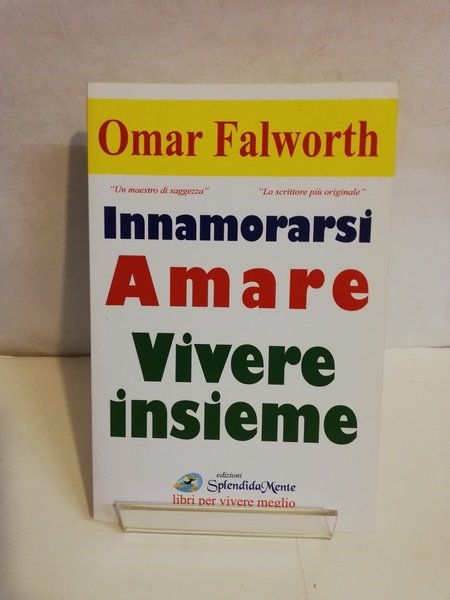 Omar Falworth
"Un maestro di saggezza" "Lo scrittore più originale"
Innamorarsi
Amare
Vivere
insieme
edizioni
SplendidaMente
libri per vivere meglio